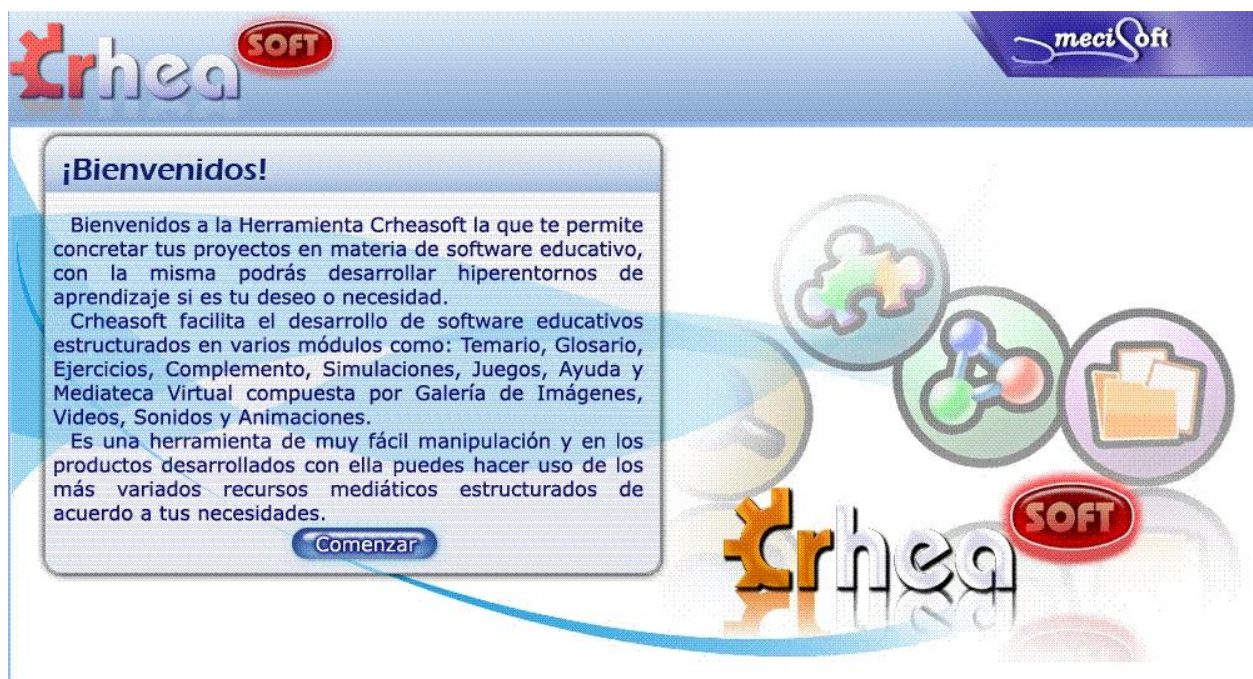 Crhea SOFT
meciSoft
¡Bienvenidos!
Bienvenidos a la Herramienta Crheasoft la que te permite
concretar tus proyectos en materia de software educativo,
con la misma podrás desarrollar hiperentornos de
aprendizaje si es tu deseo o necesidad.
Crheasoft facilita el desarrollo de software educativos
estructurados en varios módulos como: Temario, Glosario,
Ejercicios, Complemento, Simulaciones, Juegos, Ayuda y
Mediateca Virtual compuesta por Galería de Imágenes,
Videos, Sonidos y Animaciones.
Es una herramienta de muy fácil manipulación y en los
productos desarrollados con ella puedes hacer uso de los
más variados recursos mediáticos estructurados de
acuerdo a tus necesidades.
Comenzar
Crhea SOFT